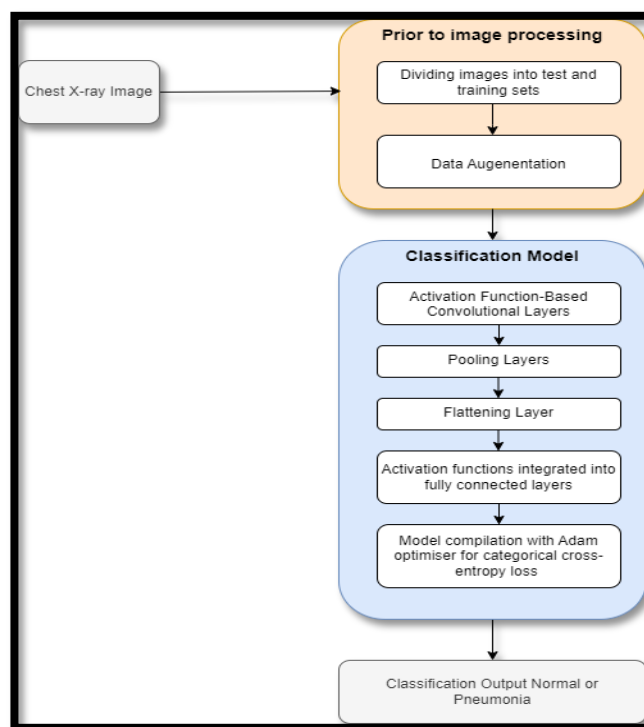 Prior to image processing
Chest X-ray Image
Dividing images into test and
training sets
Data Augenentation
Classification Model
Activation Function-Based
Convolutional Layers
Pooling Layers
Flattening Layer
Activation functions integrated into
fully connected layers
Model compilation with Adam
optimiser for categorical cross-
entropy loss
Classification Output Normal or
Pneumonia